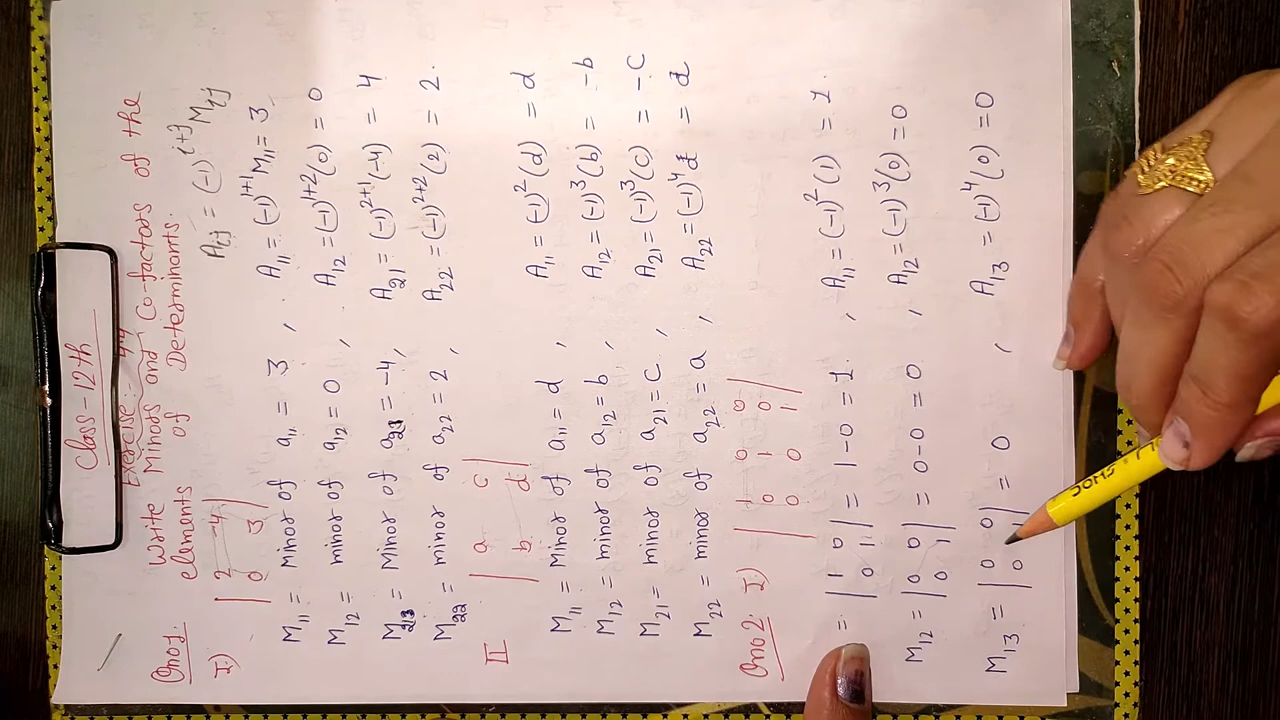 Class-12th
Exercise: 4.4
Qno1. Write Minors and Co-factors of the
elements of Determinants.
I) | 2 -4 | Aij = (-1)^i+j Mij
| 0 3 |
M11 = Minor of a11 = 3 , A11 = (-1)^1+1 M11 = 3
M12 = minor of a12 = 0 , A12 = (-1)^1+2 (0) = 0
M21 = Minor of a21 = -4, A21 = (-1)^2+1 (-4) = 4
M22 = minor of a22 = 2 , A22 = (-1)^2+2 (2) = 2.
II | a c |
| b d |
M11 = Minor of a11 = d , A11 = (-1)^2 (d) = d
M12 = minor of a12 = b , A12 = (-1)^3 (b) = -b
M21 = minor of a21 = c , A21 = (-1)^3 (c) = -c
M22 = minor of a22 = a , A22 = (-1)^4 d = d
Qno2. I) | 1 0 0 |
| 0 1 0 |
| 0 0 1 |
= | 1 0 | = 1-0 = 1 , A11 = (-1)^2 (1) = 1.
| 0 1 |
M12 = | 0 0 | = 0-0 = 0 , A12 = (-1)^3 (0) = 0
| 0 1 |
M13 = | 0 0 | = 0 , A13 = (-1)^4 (0) = 0
| 0 1 |